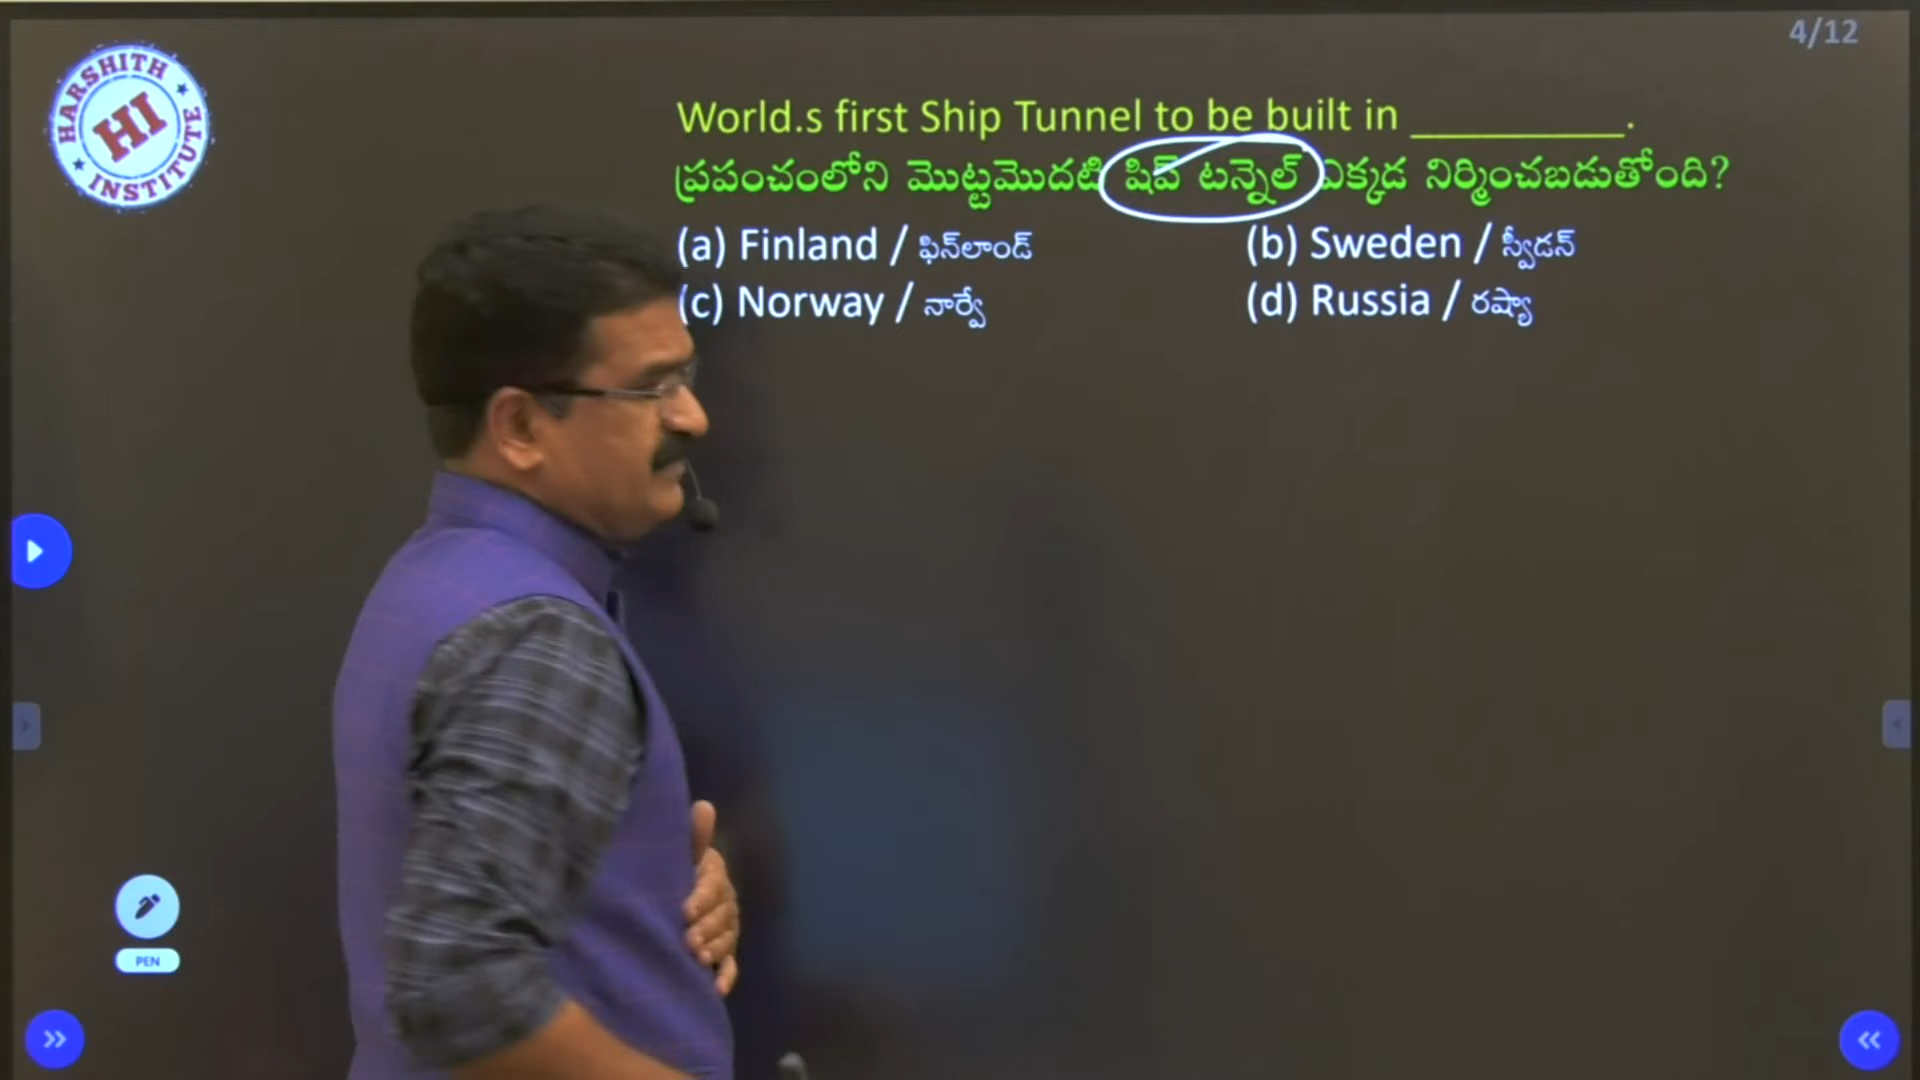 4/12
HARSHITH
HI
INSTITUTE
World.s first Ship Tunnel to be built in __________.
ప్రపంచంలోని మొట్టమొదటి షిప్ టన్నెల్ ఎక్కడ నిర్మించబడుతోంది?
(a) Finland / ఫిన్‌లాండ్ (b) Sweden / స్వీడన్
(c) Norway / నార్వే (d) Russia / రష్యా
PEN